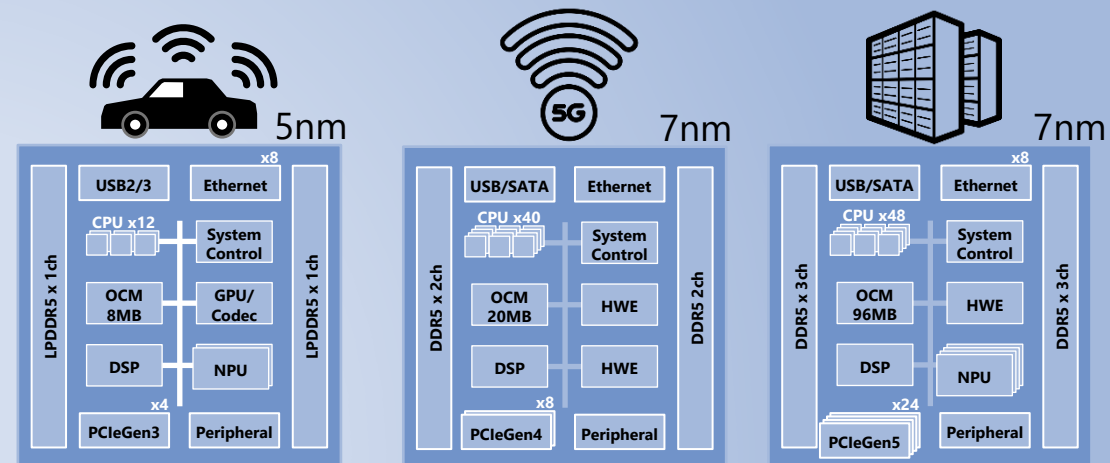 5nm
x8
USB2/3
Ethernet
CPU x12
System
Control
LPDDR5 x 1ch
LPDDR5 x 1ch
OCM
8MB
GPU/
Codec
DSP
NPU
x4
PCIeGen3
Peripheral
5G
7nm
USB/SATA
Ethernet
CPU x40
System
Control
DDR5 x 2ch
DDR5 2ch
OCM
20MB
HWE
DSP
HWE
x8
PCIeGen4
Peripheral
7nm
x8
USB/SATA
Ethernet
CPU x48
System
Control
DDR5 x 3ch
DDR5 x 3ch
OCM
96MB
HWE
DSP
NPU
x24
PCIeGen5
Peripheral